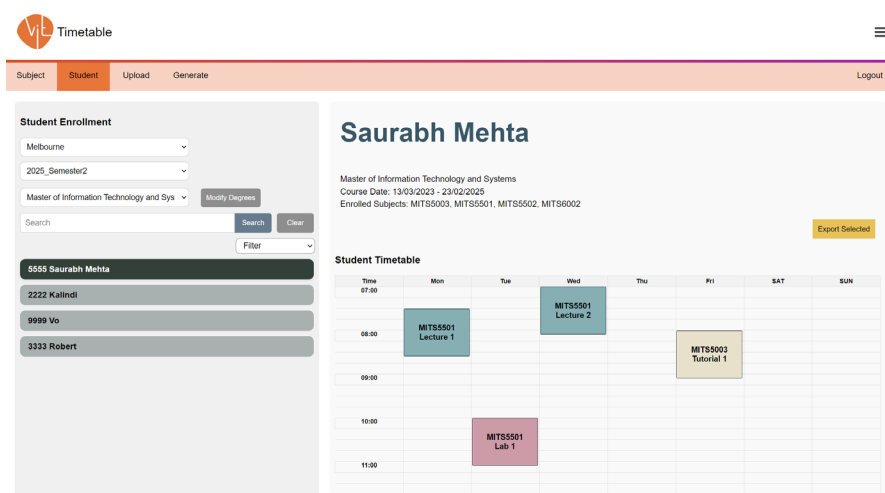 Vit Timetable
Subject Student Upload Generate Logout
Student Enrollment
Melbourne
2025_Semester2
Master of Information Technology and Sys Modify Degrees
Search Search Clear
Filter
5555 Saurabh Mehta
2222 Kalindi
9999 Vo
3333 Robert
Saurabh Mehta
Master of Information Technology and Systems
Course Date: 13/03/2023 - 23/02/2025
Enrolled Subjects: MITS5003, MITS5501, MITS5502, MITS6002
Export Selected
Student Timetable
Time Mon Tue Wed Thu Fri SAT SUN
07:00
MITS5501
Lecture 2
MITS5501
Lecture 1
08:00
MITS5003
Tutorial 1
09:00
10:00
MITS5501
Lab 1
11:00